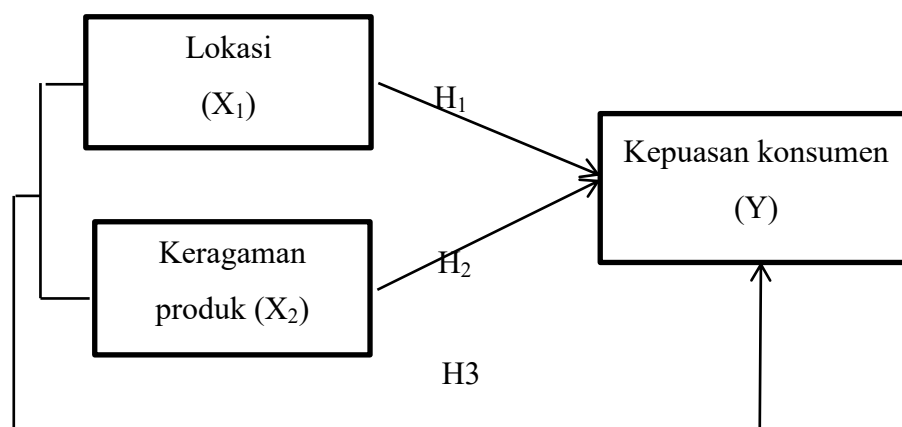 Lokasi
(X₁)
H₁
Kepuasan konsumen
(Y)
Keragaman
produk (X₂)
H₂
H3